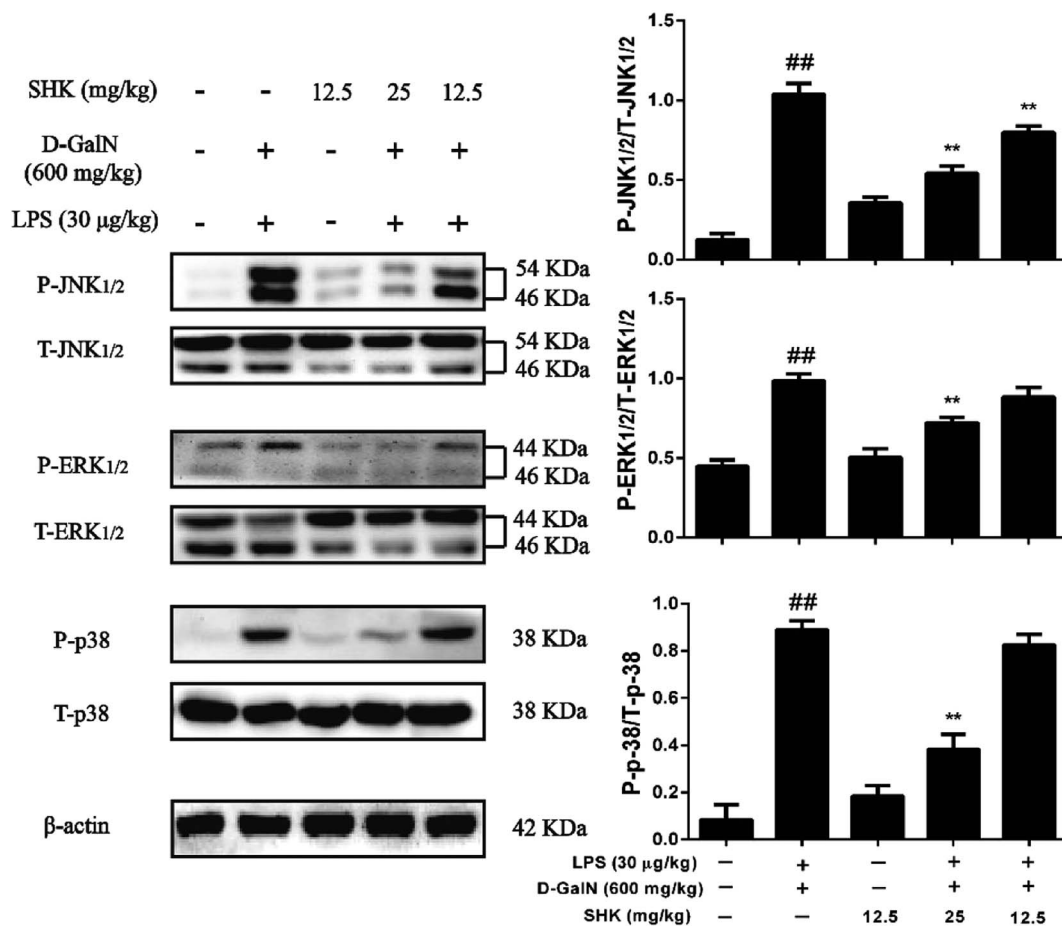 SHK (mg/kg) - - 12.5 25 12.5
D-GalN
(600 mg/kg) - + - + +
LPS (30 μg/kg) - + - + +
P-JNK1/2 54 KDa
46 KDa
T-JNK1/2 54 KDa
46 KDa
P-ERK1/2 44 KDa
46 KDa
T-ERK1/2 44 KDa
46 KDa
P-p38 38 KDa
T-p38 38 KDa
β-actin 42 KDa
P-JNK1/2/T-JNK1/2
1.5
1.0
0.5
0.0
##
**
**
P-ERK1/2/T-ERK1/2
1.5
1.0
0.5
0.0
##
**
P-p-38/T-p-38
1.0
0.8
0.6
0.4
0.2
0.0
##
**
LPS (30 μg/kg) – + – + +
D-GalN (600 mg/kg) – + – + +
SHK (mg/kg) – – 12.5 25 12.5